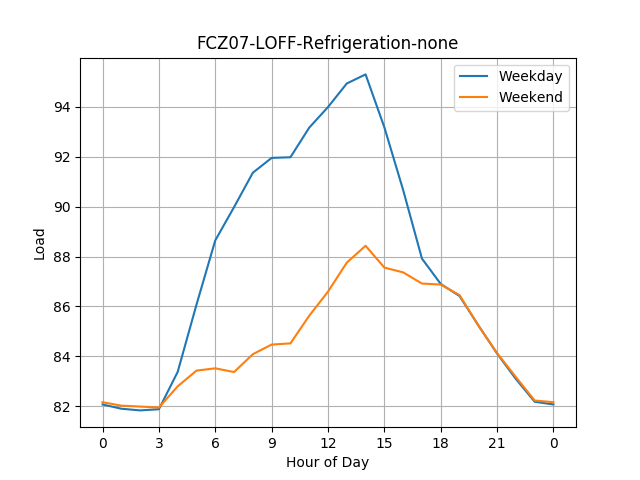 FCZ07-LOFF-Refrigeration-none
Weekday
Weekend
94
92
90
88
86
84
82
Load
0 3 6 9 12 15 18 21 0
Hour of Day